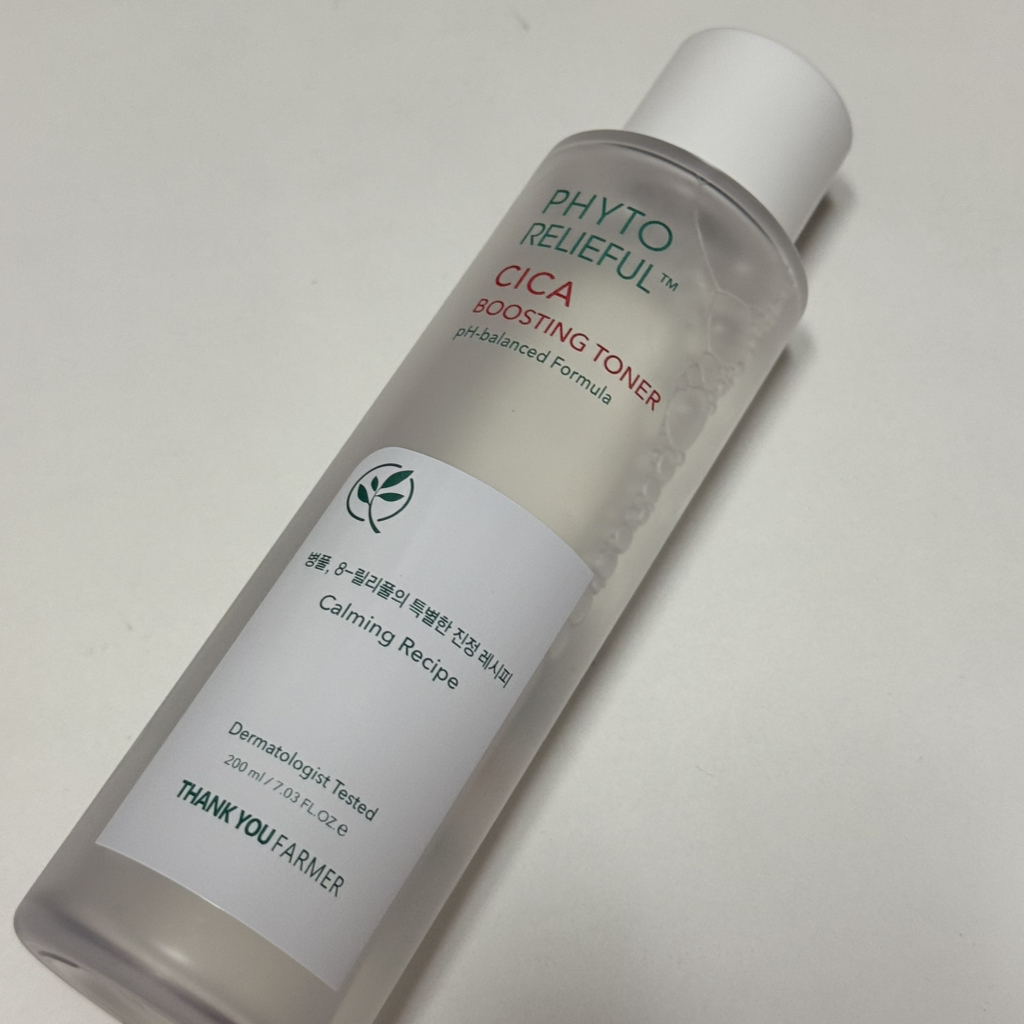 PHYTO
RELIEFUL™
CICA
BOOSTING TONER
pH-balanced Formula
병풀, 8-릴리풀의 특별한 진정 레시피
Calming Recipe
Dermatologist Tested
200 ml / 7.03 FL.OZ.e
THANK YOU FARMER